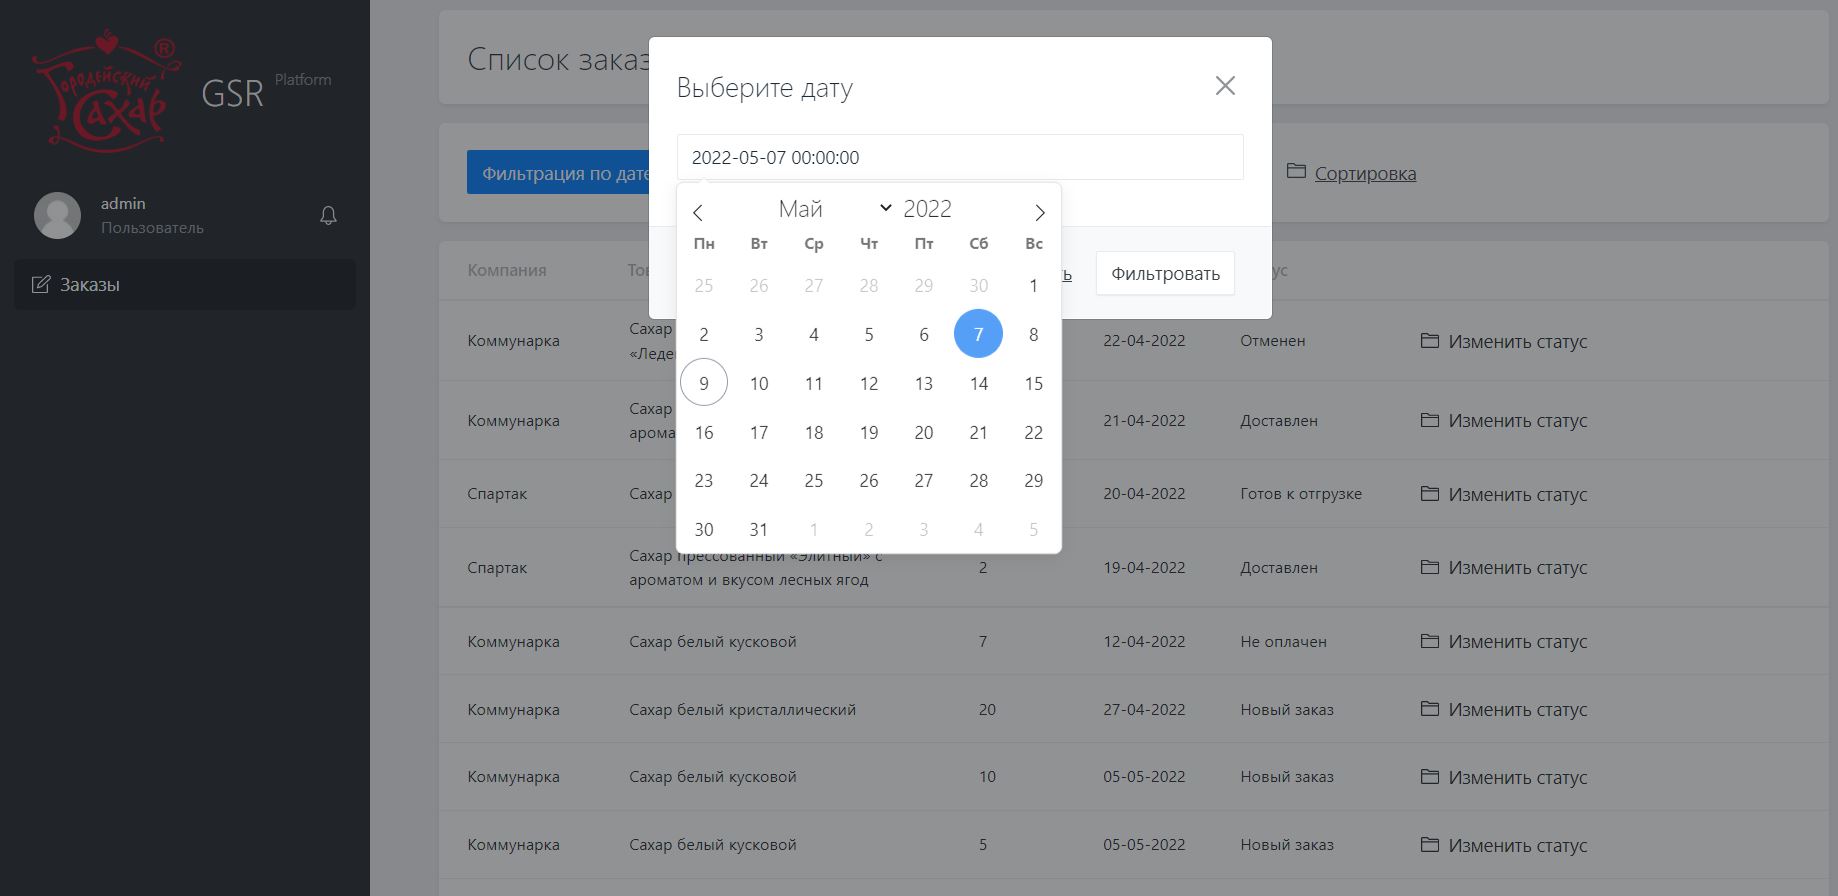 Городейский
Сахар
®
GSR Platform
admin
Пользователь
Заказы
Список заказ
Фильтрация по дате
Сортировка
Выберите дату
2022-05-07 00:00:00
Май 2022
Пн Вт Ср Чт Пт Сб Вс
25 26 27 28 29 30 1
2 3 4 5 6 7 8
9 10 11 12 13 14 15
16 17 18 19 20 21 22
23 24 25 26 27 28 29
30 31 1 2 3 4 5
Фильтровать
Компания
Коммунарка Сахар 22-04-2022 Отменен Изменить статус
Коммунарка Сахар 21-04-2022 Доставлен Изменить статус
Спартак Сахар 20-04-2022 Готов к отгрузке Изменить статус
Сахар прессованный «Элитный» с
Спартак 2 19-04-2022 Доставлен Изменить статус
ароматом и вкусом лесных ягод
Коммунарка Сахар белый кусковой 7 12-04-2022 Не оплачен Изменить статус
Коммунарка Сахар белый кристаллический 20 27-04-2022 Новый заказ Изменить статус
Коммунарка Сахар белый кусковой 10 05-05-2022 Новый заказ Изменить статус
Коммунарка Сахар белый кусковой 5 05-05-2022 Новый заказ Изменить статус